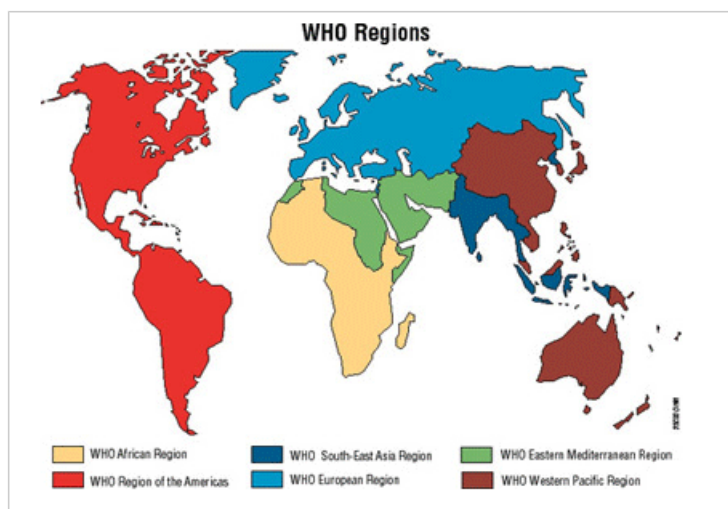 WHO Regions
WHO African Region
WHO South-East Asia Region
WHO Eastern Mediterranean Region
WHO Region of the Americas
WHO European Region
WHO Western Pacific Region